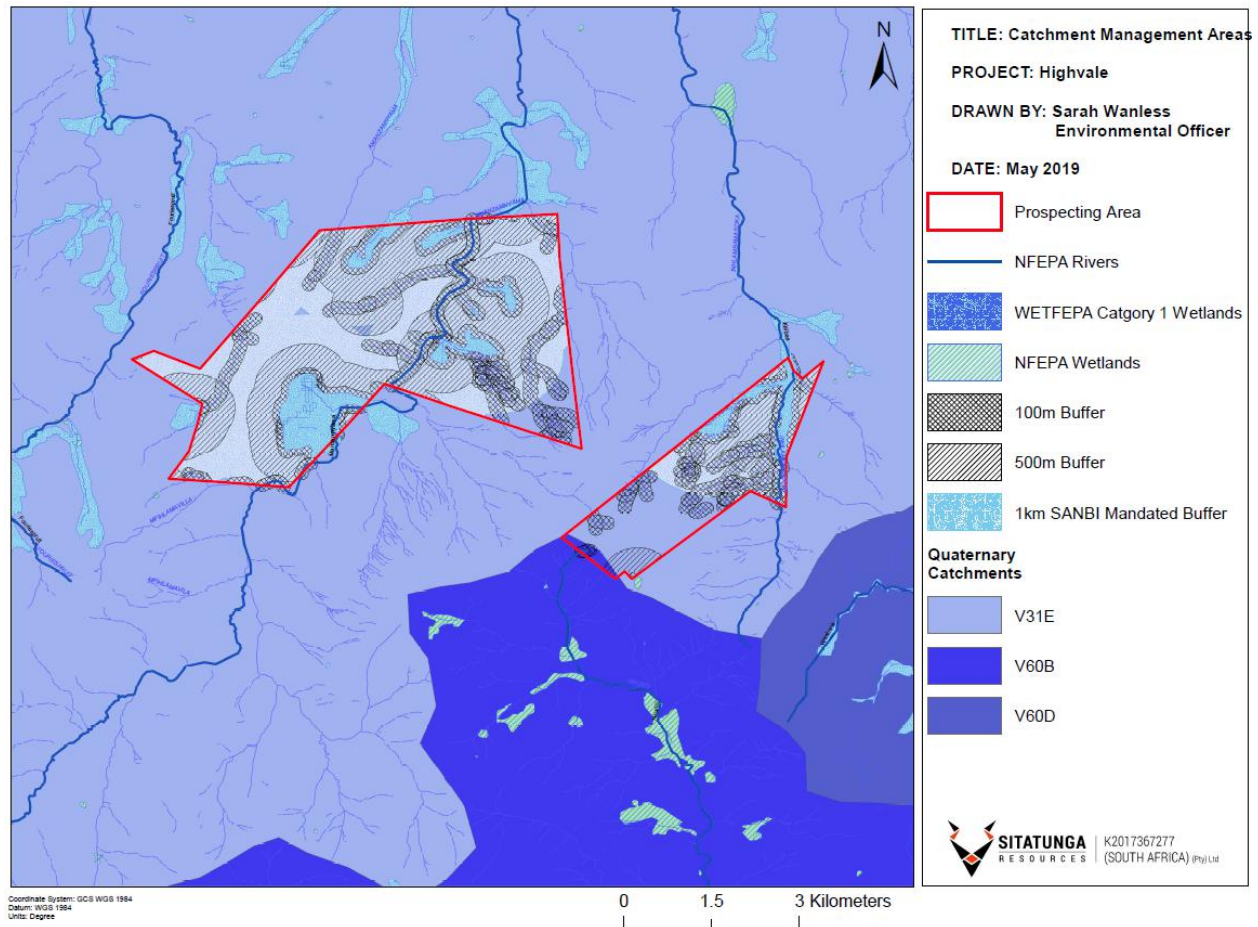 N
MPHLAMAVILLA
0
1.5
3 Kilometers
Coordinate System: GCS WGS 1984
Datum: WGS 1984
Units: Degree
TITLE: Catchment Management Areas
PROJECT: Highvale
DRAWN BY: Sarah Wanless
Environmental Officer
DATE: May 2019
Prospecting Area
NFEPA Rivers
WETFEPA Catgory 1 Wetlands
NFEPA Wetlands
100m Buffer
500m Buffer
1km SANBI Mandated Buffer
Quaternary
Catchments
V31E
V60B
V60D
SITATUNGA
RESOURCES
K2017367277
(SOUTH AFRICA) (Pty) Ltd